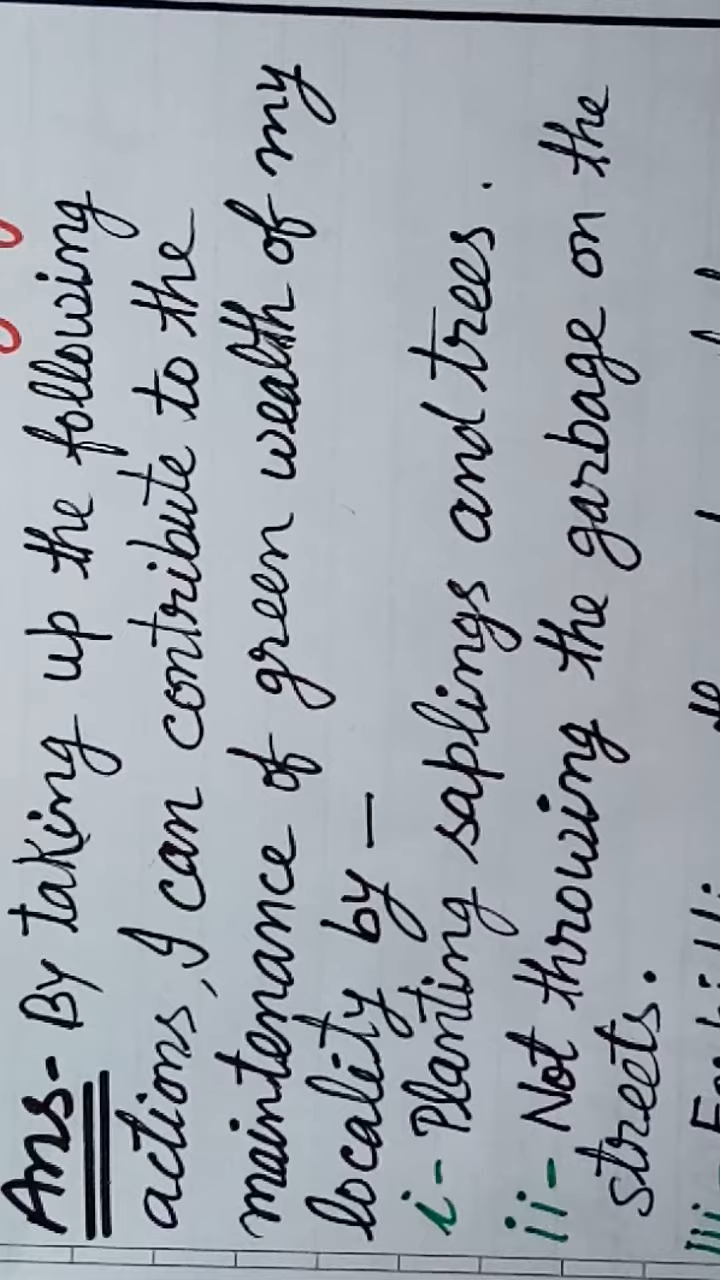 Ans- By taking up the following
actions, I can contribute to the
maintenance of green wealth of my
locality by -
i- Planting saplings and trees.
ii- Not throwing the garbage on the
streets.
iii-